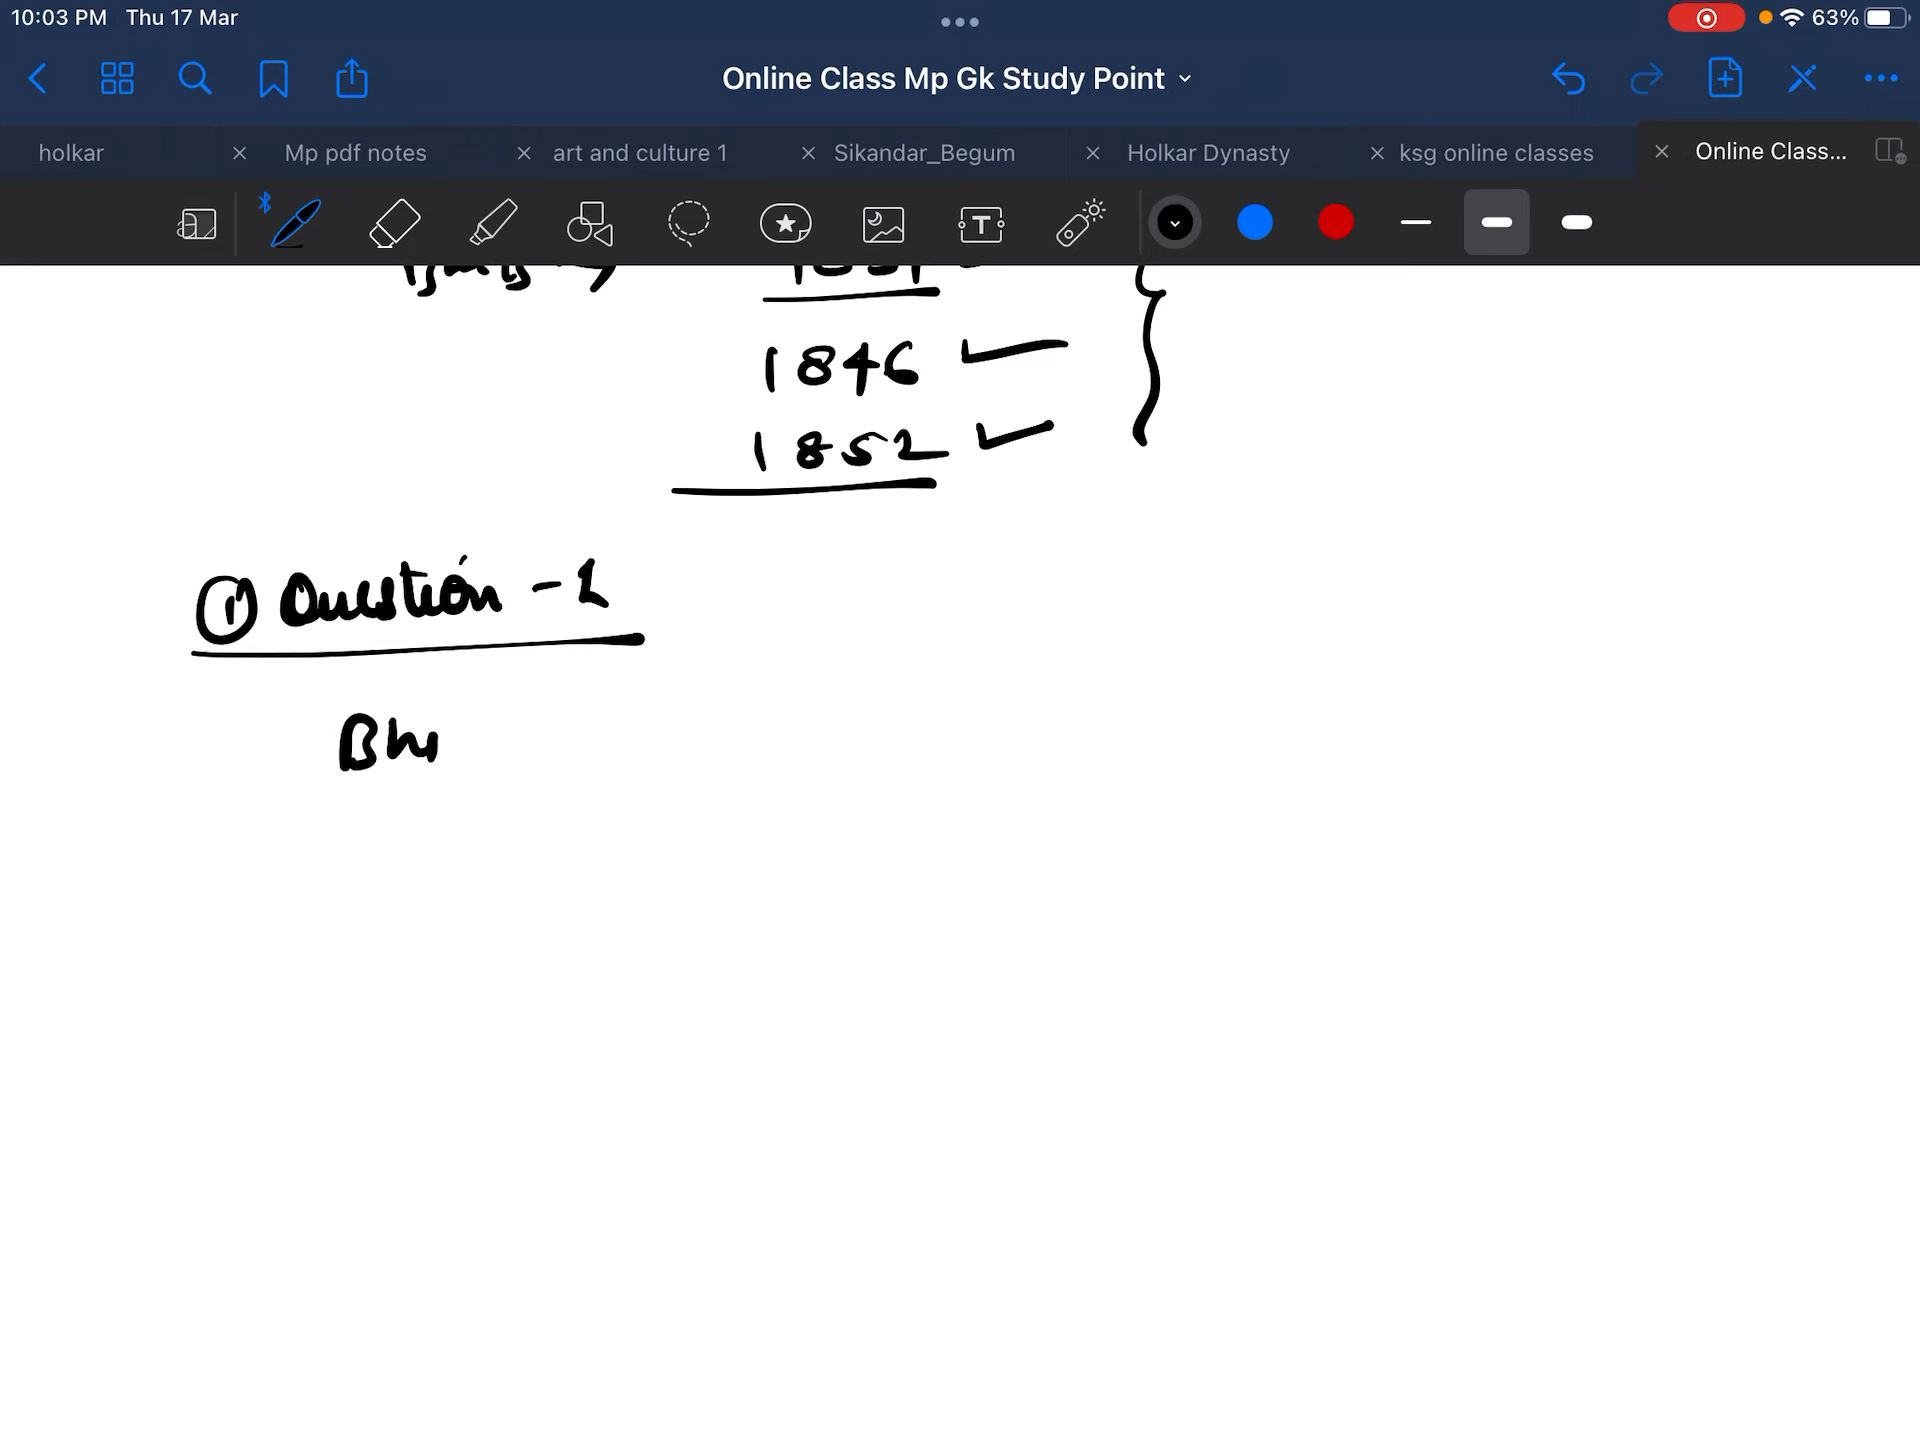 10:03 PM Thu 17 Mar
63%
Online Class Mp Gk Study Point
holkar
Mp pdf notes
art and culture 1
Sikandar_Begum
Holkar Dynasty
ksg online classes
Online Class...
1846
1852
① Question - 1
Bh